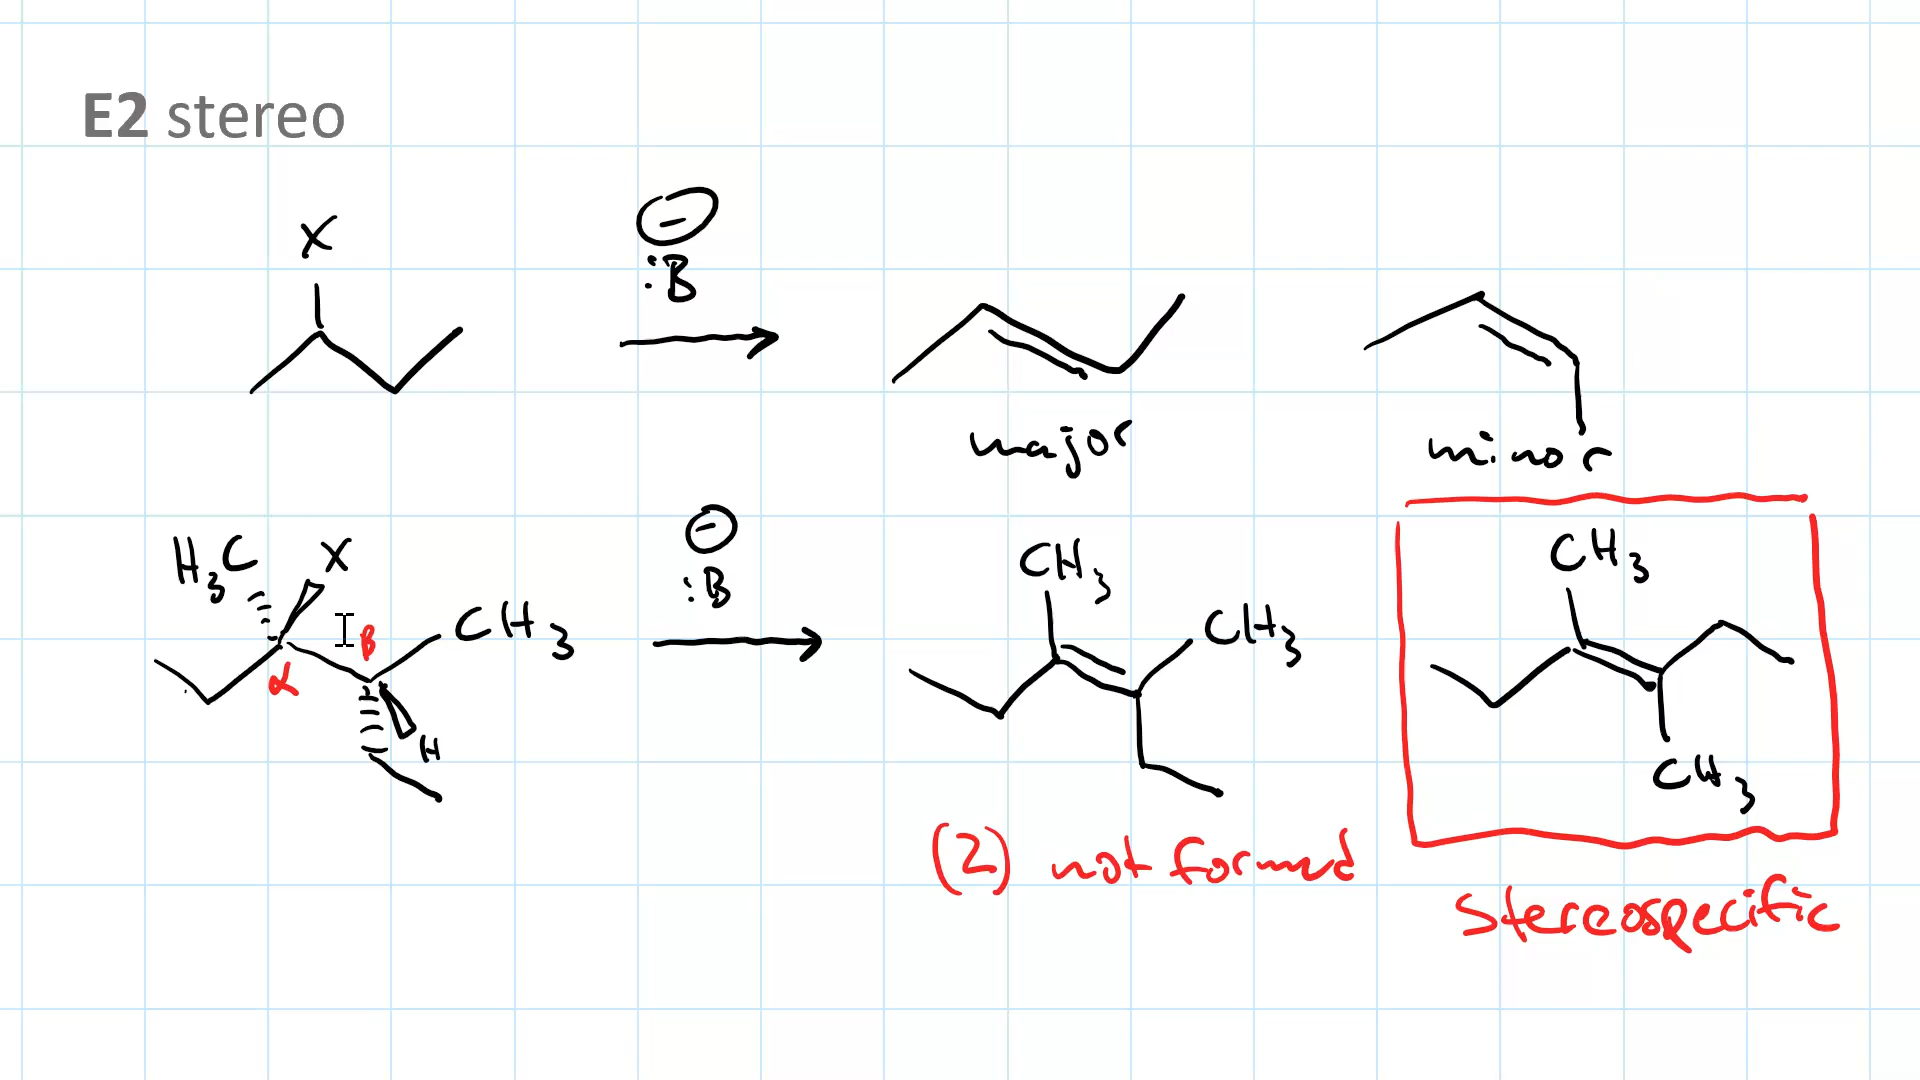 E2 stereo
X
⊖
:B
major
minor
H3C X
B
α
CH3
H
⊖
:B
CH3
CH3
CH3
CH3
(2) not formed
stereospecific